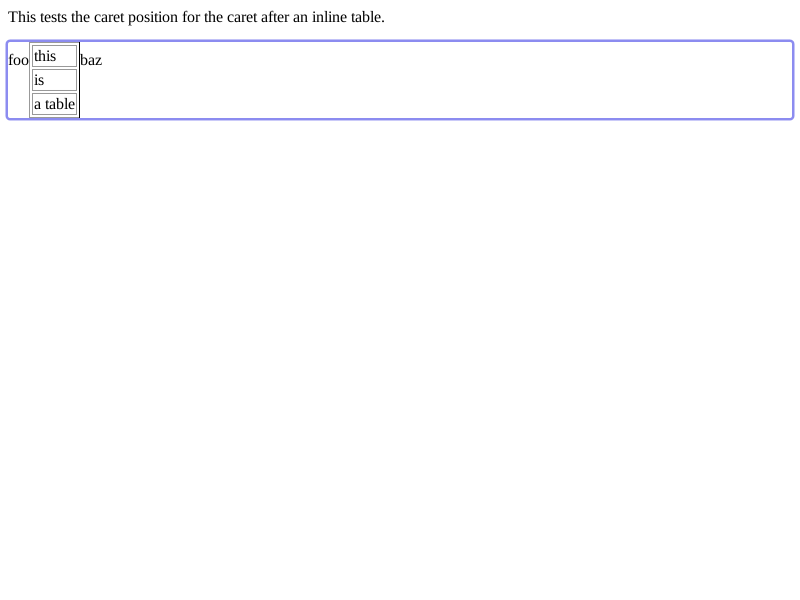 This tests the caret position for the caret after an inline table.
foo this baz
is
a table